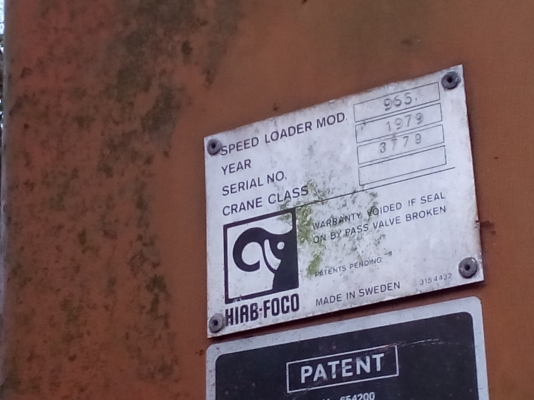 SPEED LOADER MOD. 965.
YEAR 1979
SERIAL NO. 3779
CRANE CLASS
WARRANTY VOIDED IF SEAL
ON BY PASS VALVE BROKEN
PATENTS PENDING
HIAB-FOCO
MADE IN SWEDEN 3154432
PATENT
654200